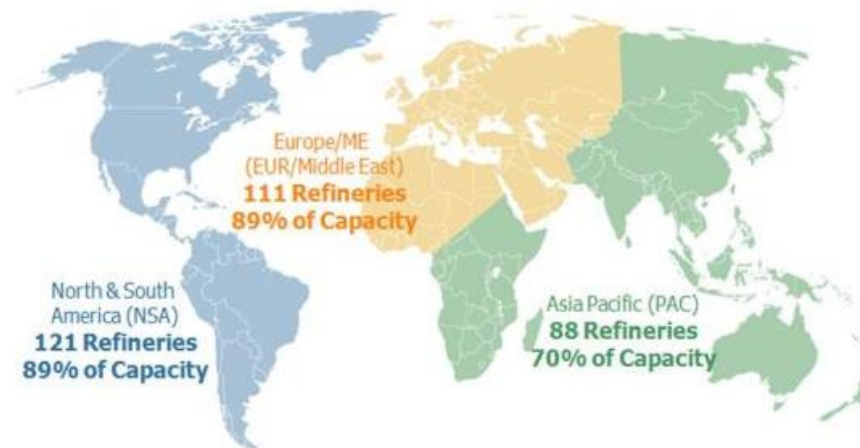 Europe/ME
(EUR/Middle East)
111 Refineries
89% of Capacity
North & South
America (NSA)
121 Refineries
89% of Capacity
Asia Pacific (PAC)
88 Refineries
70% of Capacity